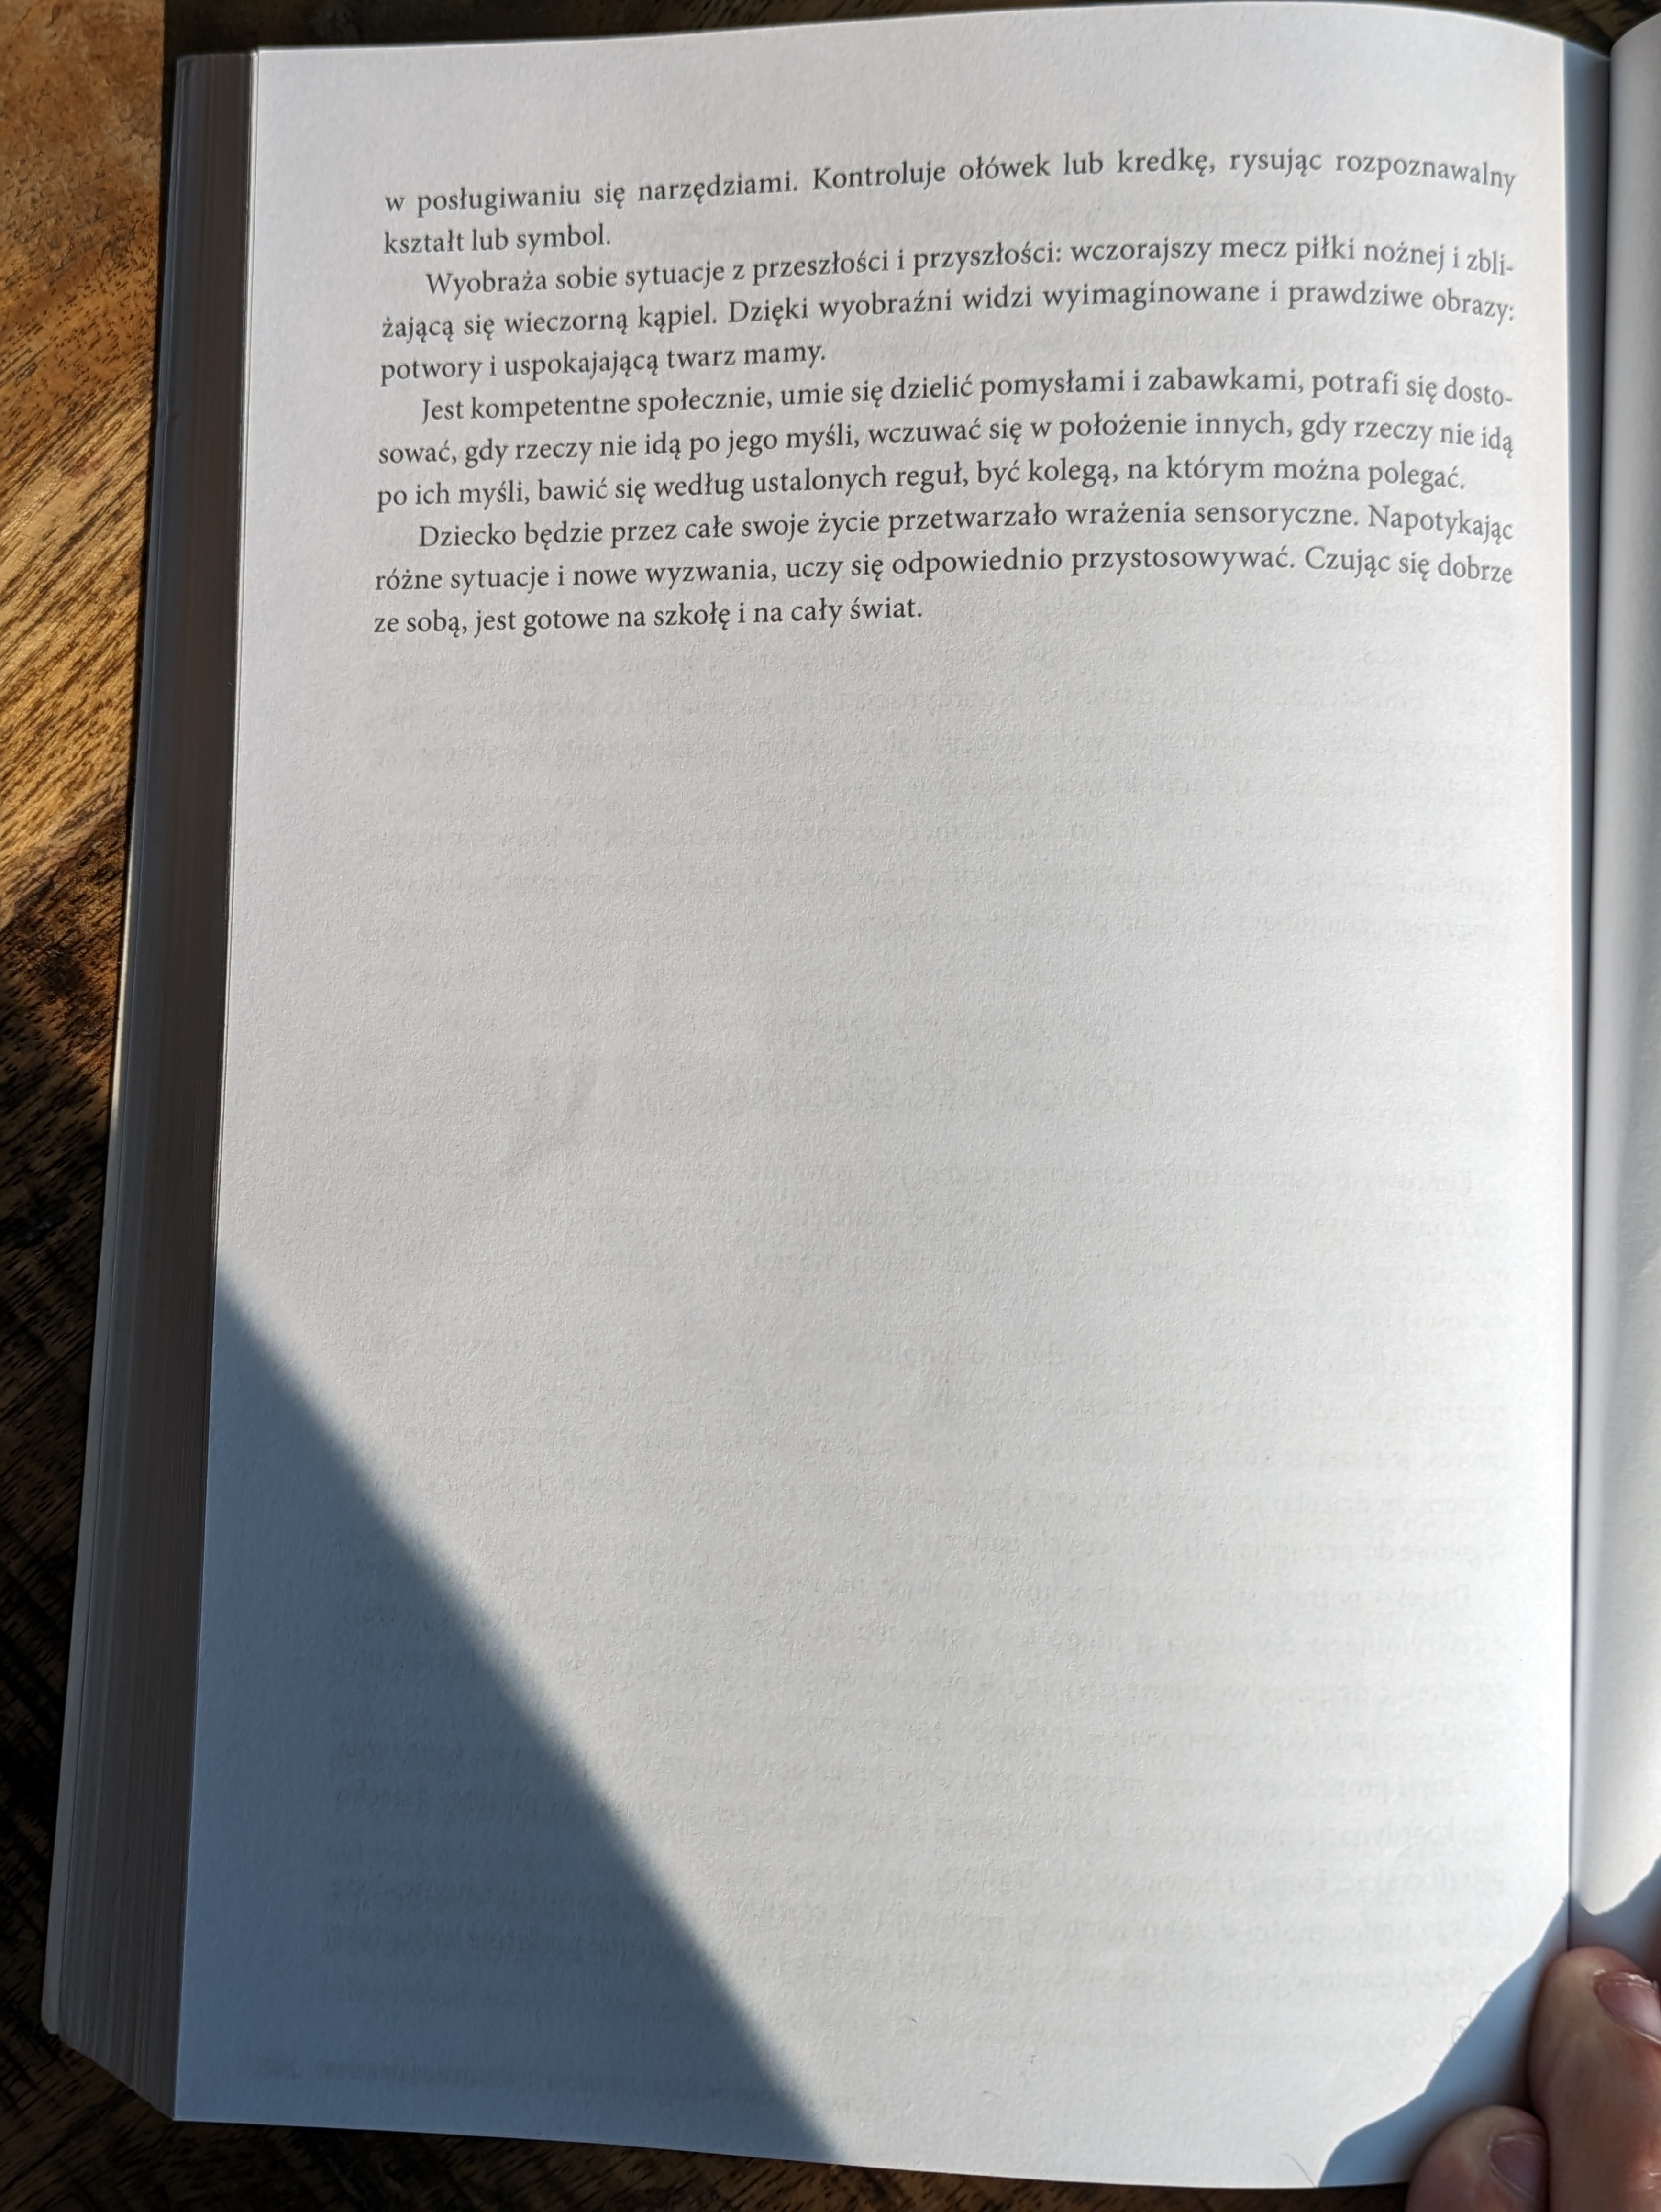 w posługiwaniu się narzędziami. Kontroluje ołówek lub kredkę, rysując rozpoznawalny
kształt lub symbol.
Wyobraża sobie sytuacje z przeszłości i przyszłości: wczorajszy mecz piłki nożnej i zbli-
żającą się wieczorną kąpiel. Dzięki wyobraźni widzi wyimaginowane i prawdziwe obrazy:
potwory i uspokajającą twarz mamy.
Jest kompetentne społecznie, umie się dzielić pomysłami i zabawkami, potrafi się dosto-
sować, gdy rzeczy nie idą po jego myśli, wczuwać się w położenie innych, gdy rzeczy nie idą
po ich myśli, bawić się według ustalonych reguł, być kolegą, na którym można polegać.
Dziecko będzie przez całe swoje życie przetwarzało wrażenia sensoryczne. Napotykając
różne sytuacje i nowe wyzwania, uczy się odpowiednio przystosowywać. Czując się dobrze
ze sobą, jest gotowe na szkołę i na cały świat.